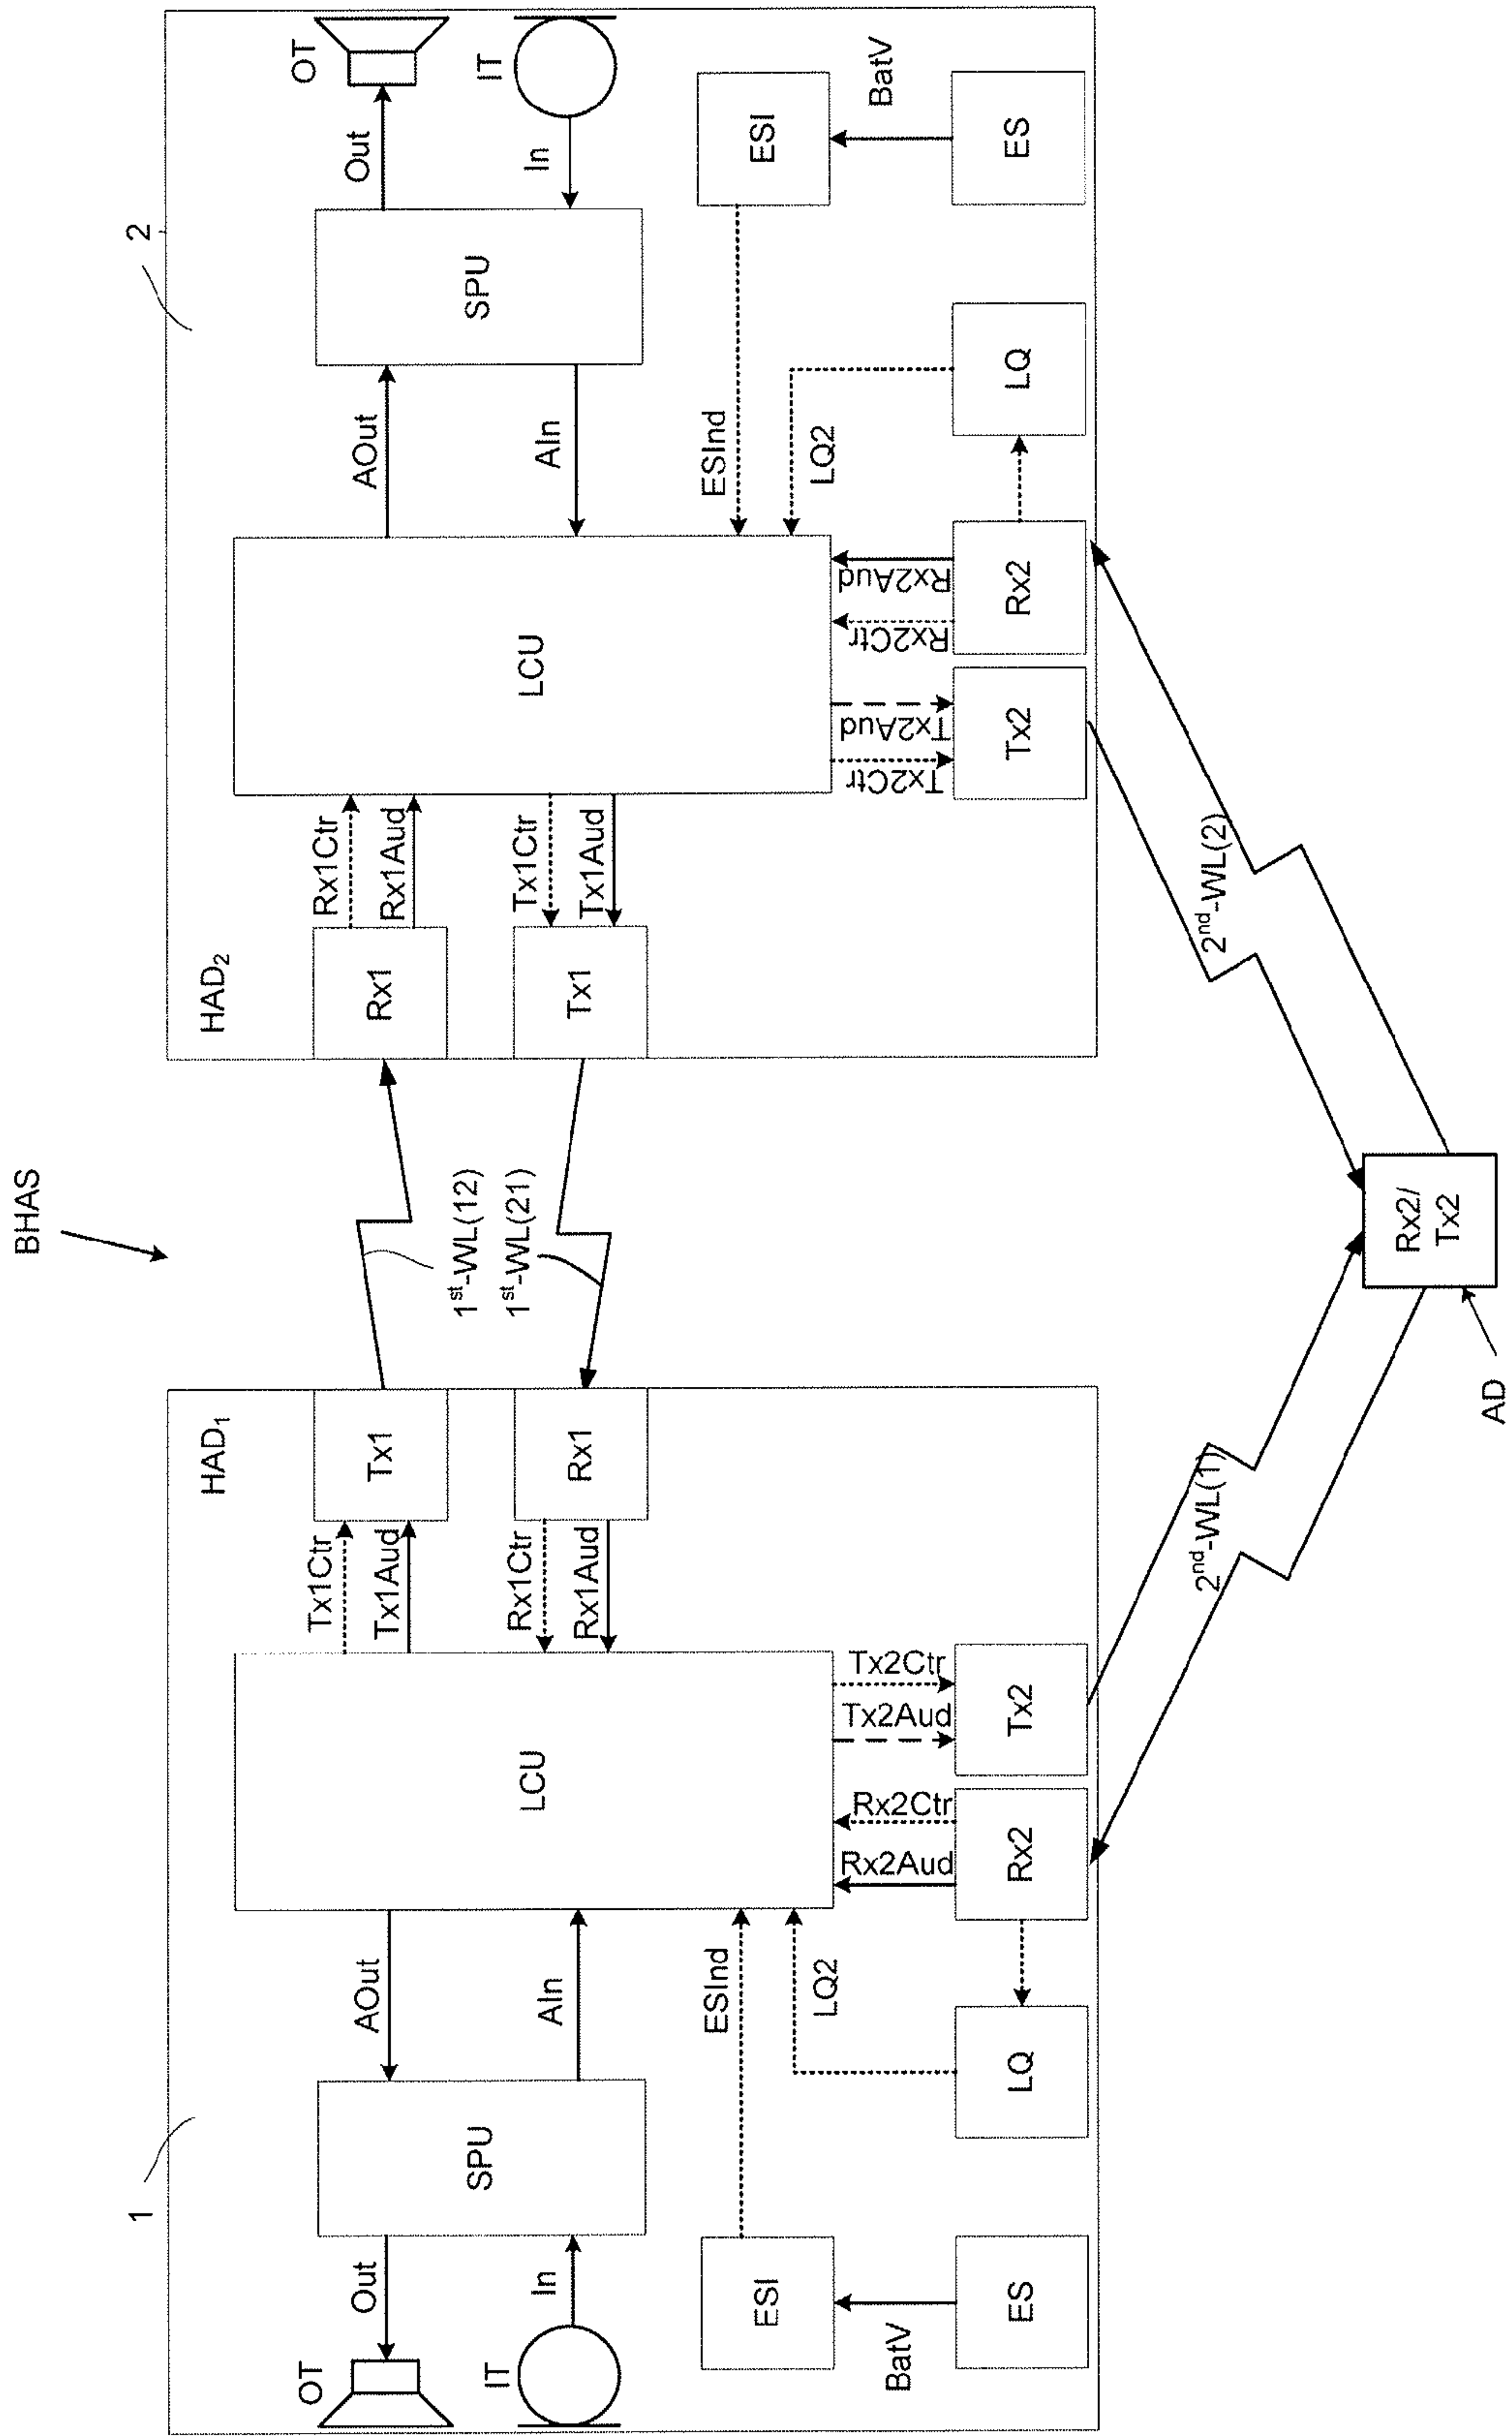 BHAS
1
2
HAD1
HAD2
OT
Out
SPU
AOut
LCU
Tx1Ctr
Tx1Aud
Tx1
Rx1
Rx1Ctr
Rx1Aud
AOut
SPU
Out
OT
IT
In
AIn
LCU
Rx1Ctr
Rx1Aud
Rx1
1st-WL(12)
1st-WL(21)
Tx1
Tx1Ctr
Tx1Aud
AIn
In
IT
ESI
ESInd
LQ2
ESInd
LQ2
ESI
BatV
Rx2Aud
Rx2Ctr
Tx2Aud
Tx2Ctr
Tx2Ctr
Tx2Aud
Rx2Ctr
Rx2Aud
BatV
ES
LQ
Rx2
Tx2
Tx2
Rx2
LQ
ES
2nd-WL(1)
2nd-WL(2)
Rx2/
Tx2
AD